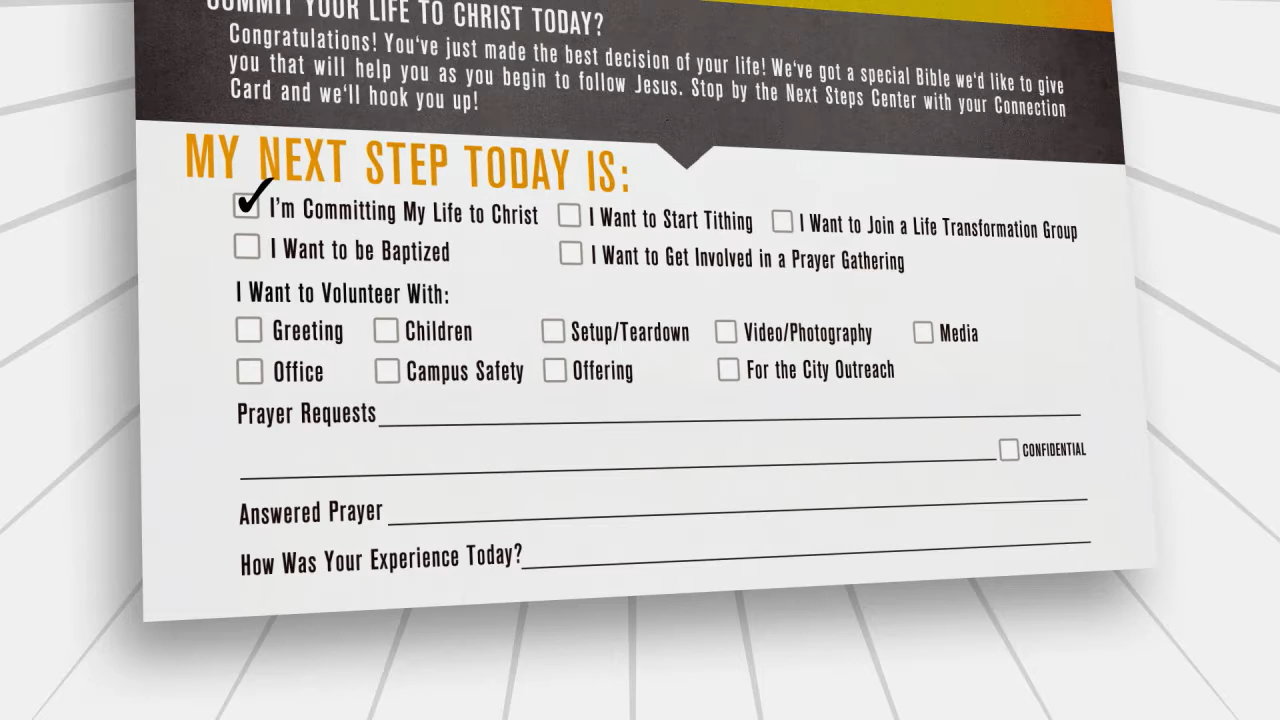 COMMIT YOUR LIFE TO CHRIST TODAY?
Congratulations! You've just made the best decision of your life! We've got a special Bible we'd like to give
you that will help you as you begin to follow Jesus. Stop by the Next Steps Center with your Connection
Card and we'll hook you up!
MY NEXT STEP TODAY IS:
I'm Committing My Life to Christ I Want to Start Tithing I Want to Join a Life Transformation Group
I Want to be Baptized I Want to Get Involved in a Prayer Gathering
I Want to Volunteer With:
Greeting Children Setup/Teardown Video/Photography Media
Office Campus Safety Offering For the City Outreach
Prayer Requests
CONFIDENTIAL
Answered Prayer
How Was Your Experience Today?